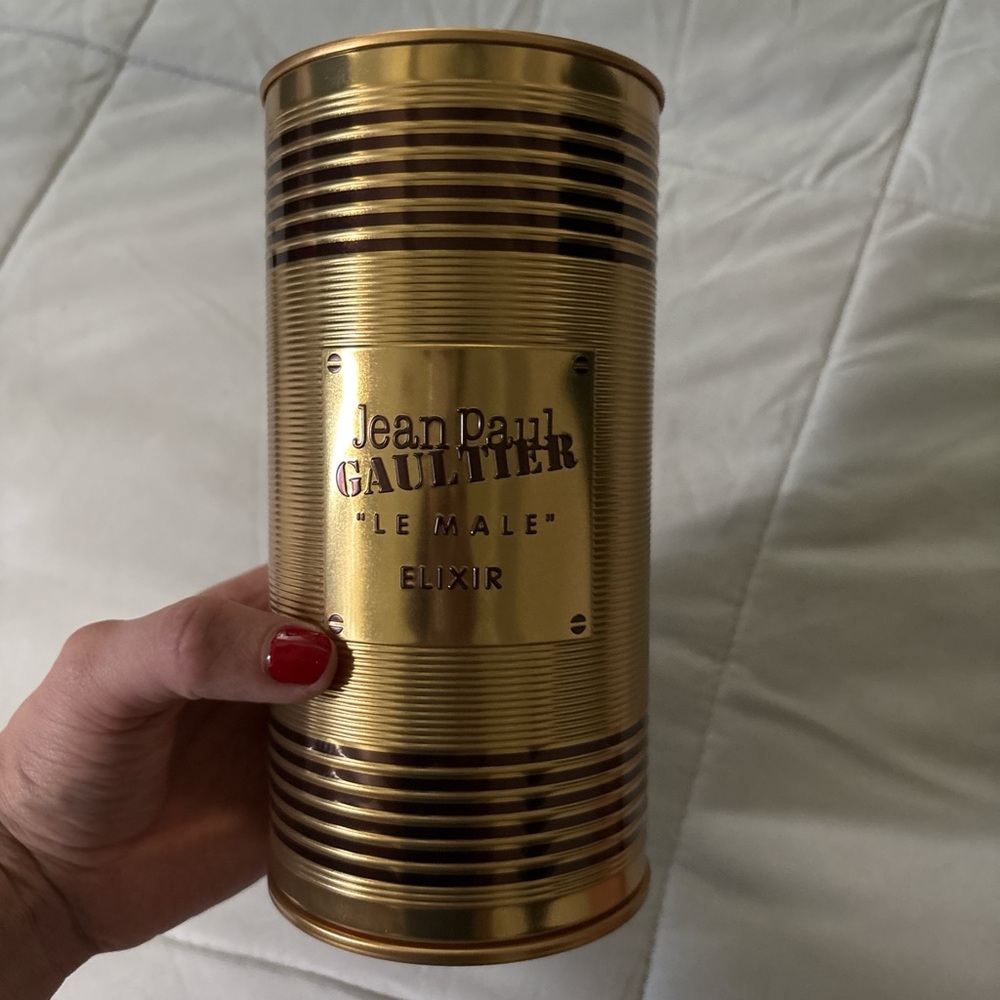 Jean Paul
GAULTIER
"LE MALE"
ELIXIR